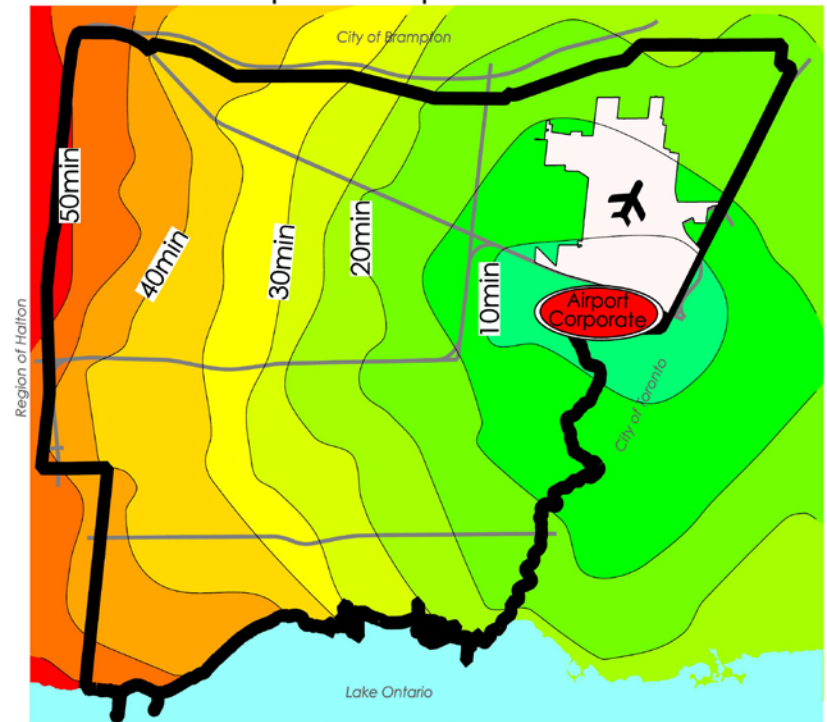 City of Brampton
50min
40min
30min
20min
10min
Airport
Corporate
Region of Halton
City of Toronto
Lake Ontario